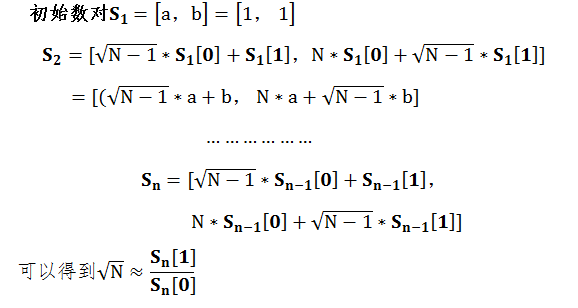 初始数对S₁ = [a，b] = [1， 1]
S₂ = [√(N−1) * S₁[0] + S₁[1]， N * S₁[0] + √(N−1) * S₁[1]]
= [(√(N−1) * a + b， N * a + √(N−1) * b]
………………
Sₙ = [√(N−1) * Sₙ₋₁[0] + Sₙ₋₁[1]，
N * Sₙ₋₁[0] + √(N−1) * Sₙ₋₁[1]]
可以得到√N ≈ Sₙ[1]/Sₙ[0]